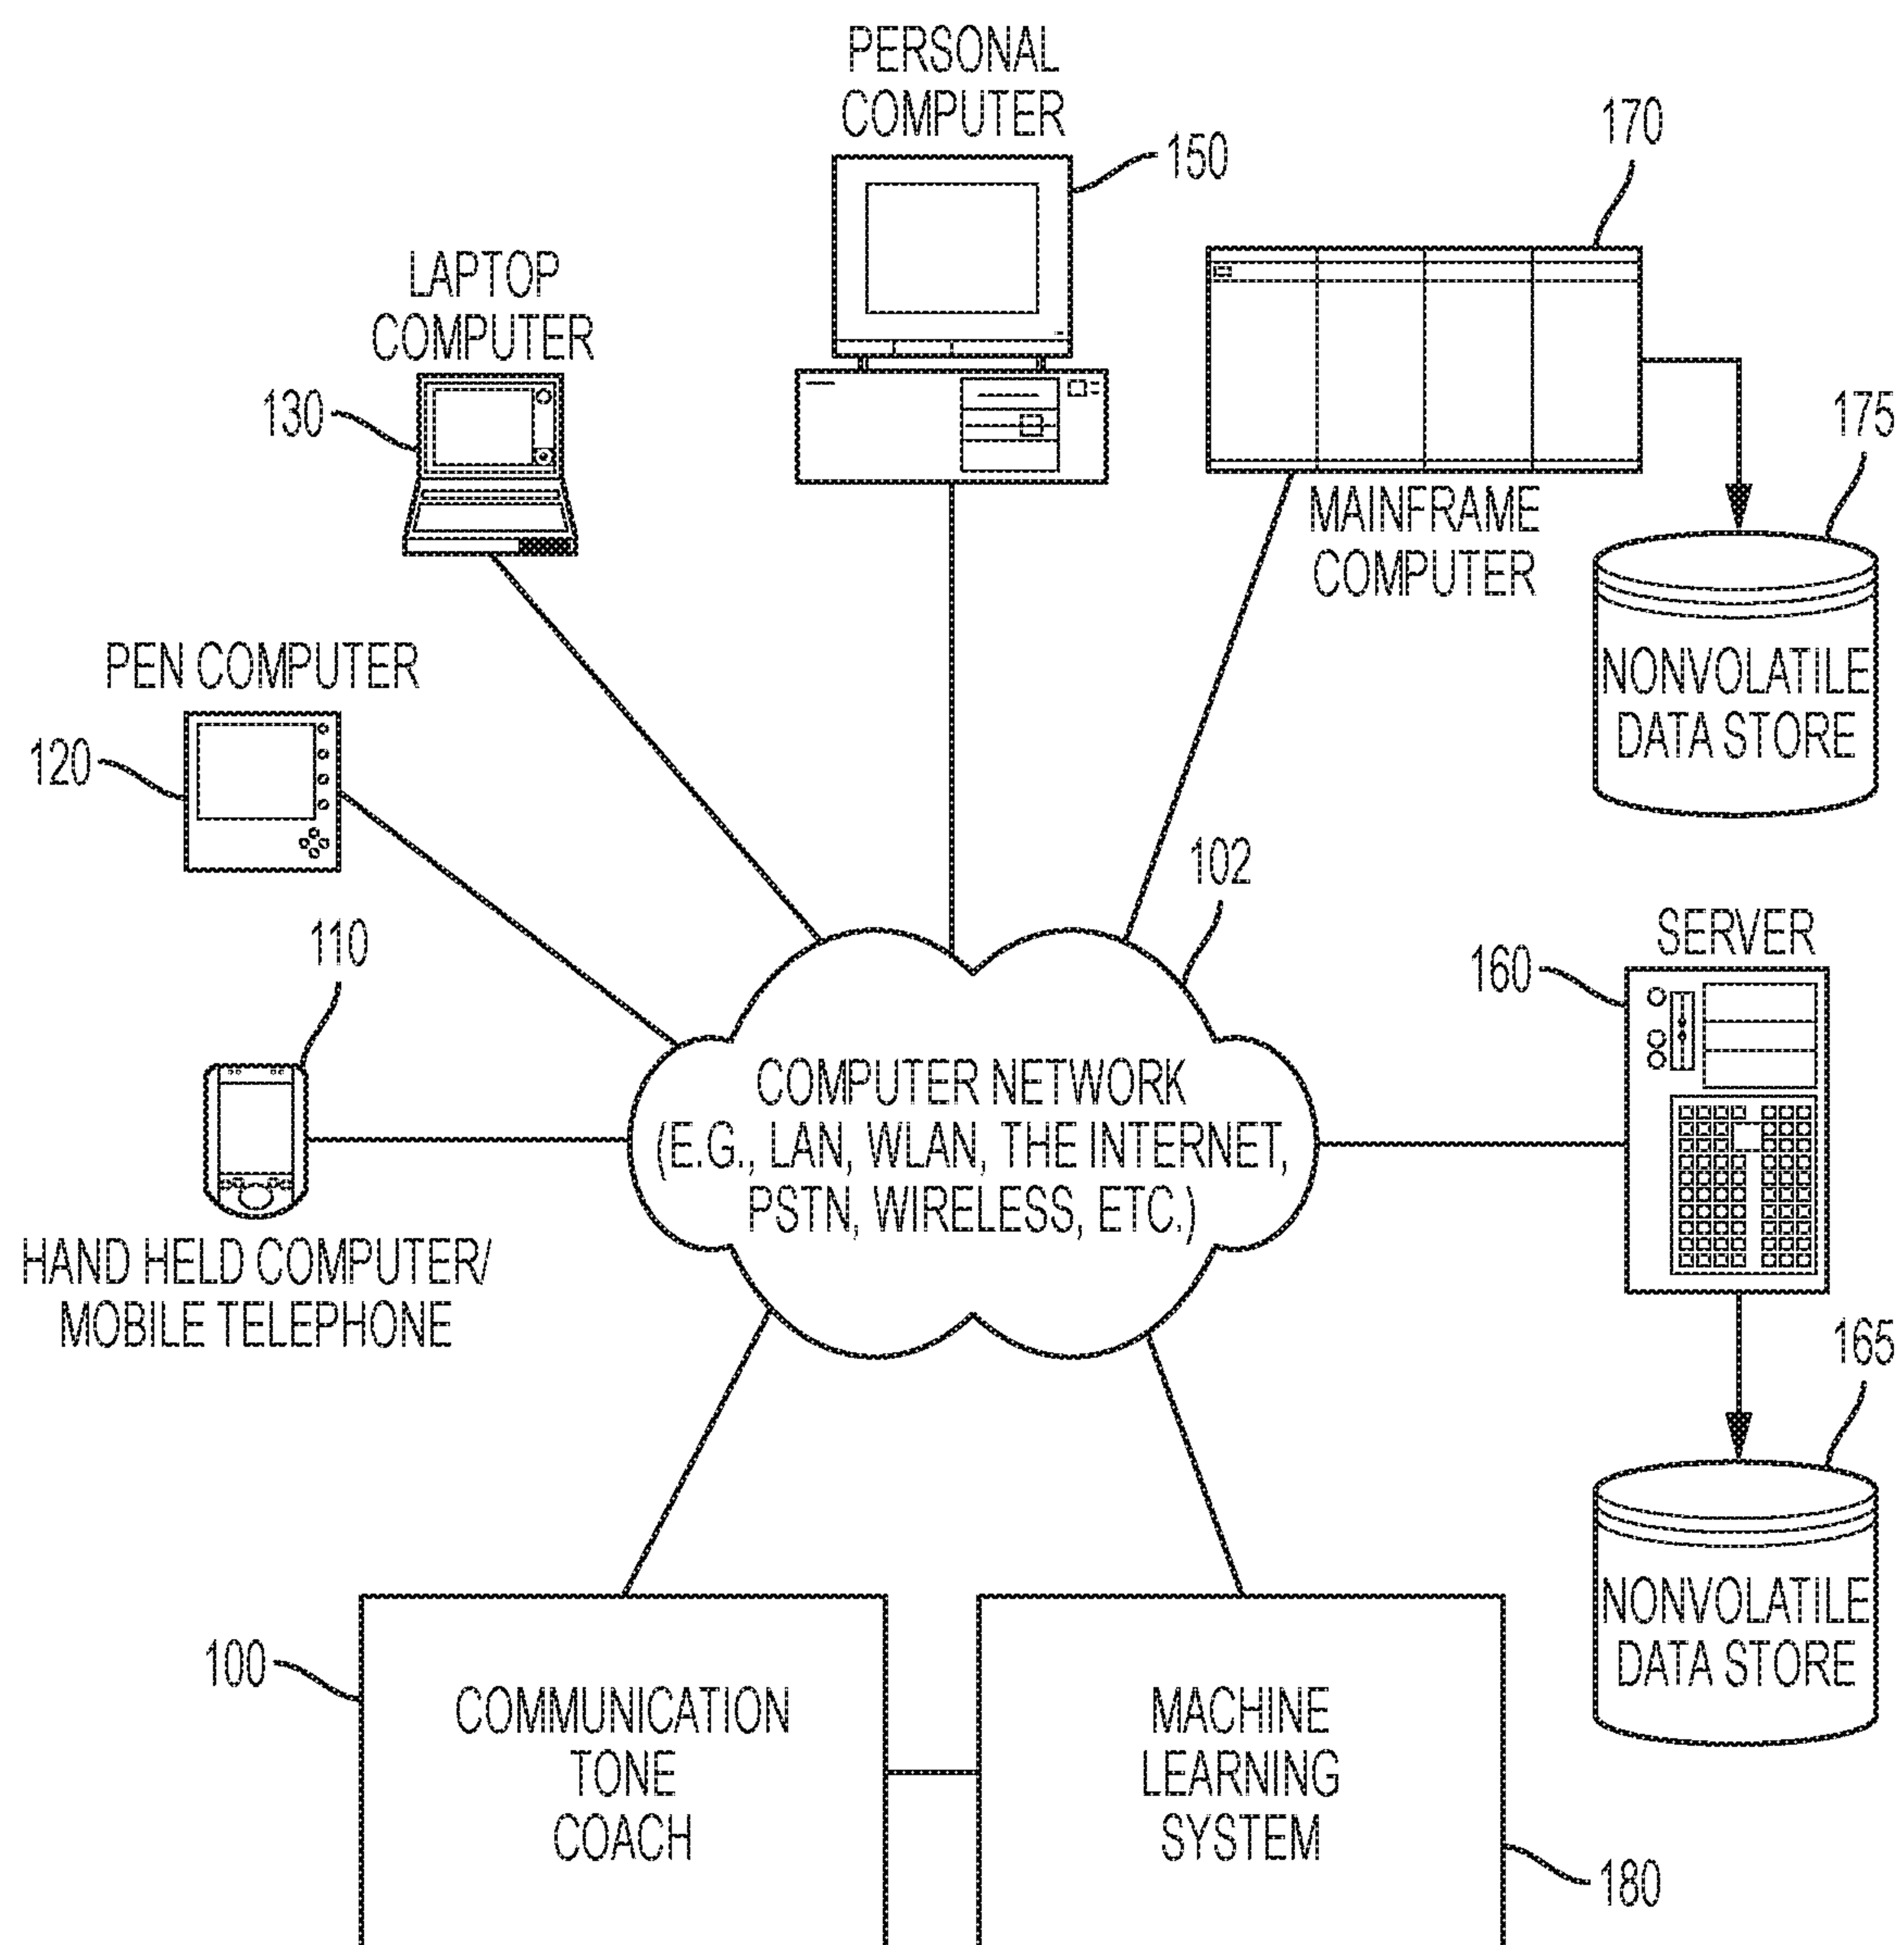 PERSONAL
COMPUTER
150
170
LAPTOP
COMPUTER
130
MAINFRAME
COMPUTER
175
NONVOLATILE
DATA STORE
PEN COMPUTER
120
102
110
SERVER
160
COMPUTER NETWORK
(E.G., LAN, WLAN, THE INTERNET,
PSTN, WIRELESS, ETC.)
HAND HELD COMPUTER/
MOBILE TELEPHONE
165
NONVOLATILE
DATA STORE
100
COMMUNICATION
TONE
COACH
MACHINE
LEARNING
SYSTEM
180